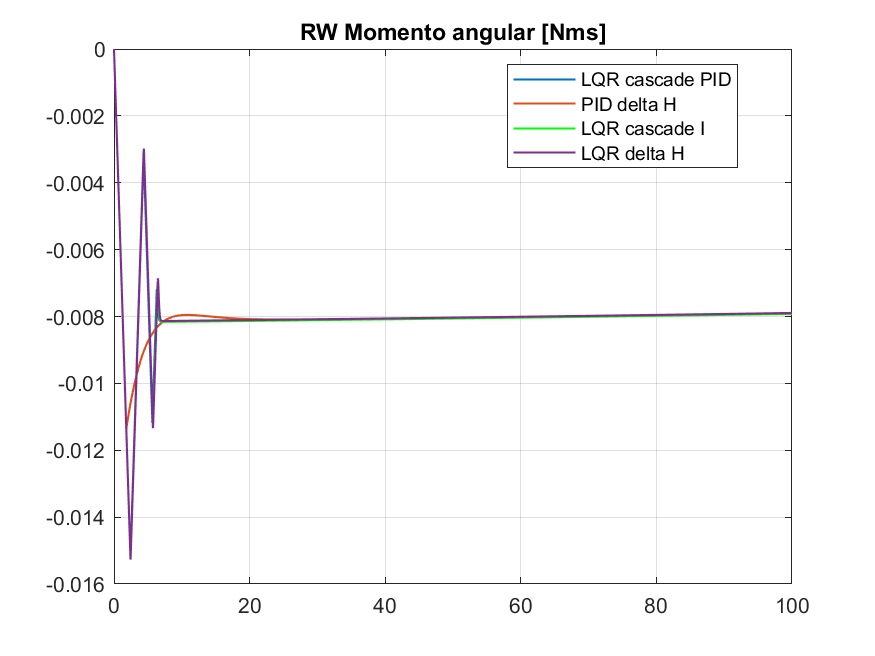 RW Momento angular [Nms]
0
-0.002
-0.004
-0.006
-0.008
-0.01
-0.012
-0.014
-0.016
LQR cascade PID
PID delta H
LQR cascade I
LQR delta H
0 20 40 60 80 100